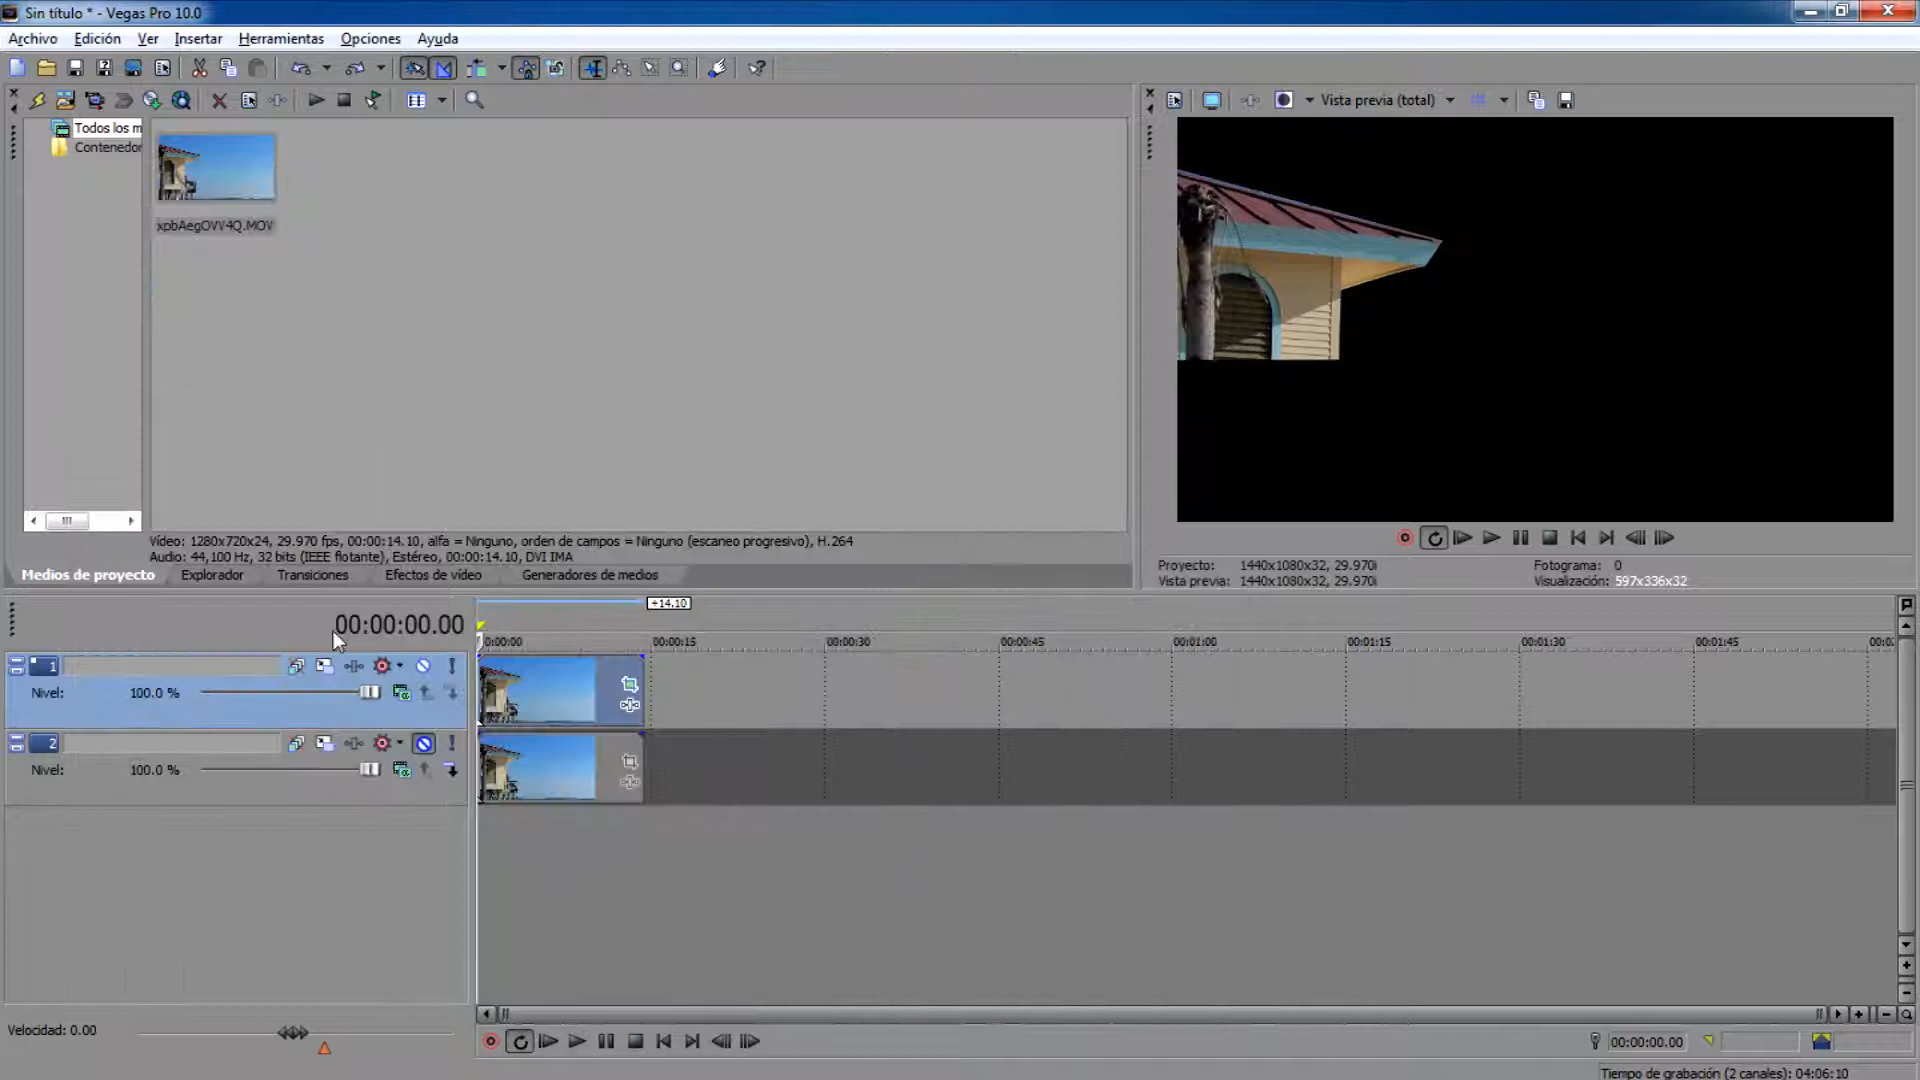 Sin título * - Vegas Pro 10.0
Archivo Edición Ver Insertar Herramientas Opciones Ayuda
Vista previa (total)
Todos los m
Contenedor
xpbAegOVV4Q.MOV
Vídeo: 1280x720x24, 29.970 fps, 00:00:14.10, alfa = Ninguno, orden de campos = Ninguno (escaneo progresivo), H.264
Audio: 44,100 Hz, 32 bits (IEEE flotante), Estéreo, 00:00:14.10, DVI IMA
Medios de proyecto Explorador Transiciones Efectos de vídeo Generadores de medios
Proyecto: 1440x1080x32, 29.970i
Vista previa: 1440x1080x32, 29.970i
Fotograma: 0
Visualización: 597x336x32
+14.10
00:00:00.00
0:00:00 00:00:15 00:00:30 00:00:45 00:01:00 00:01:15 00:01:30 00:01:45 00:0
1
Nivel: 100.0 %
2
Nivel: 100.0 %
Velocidad: 0.00
00:00:00.00
Tiempo de grabación (2 canales): 04:06:10